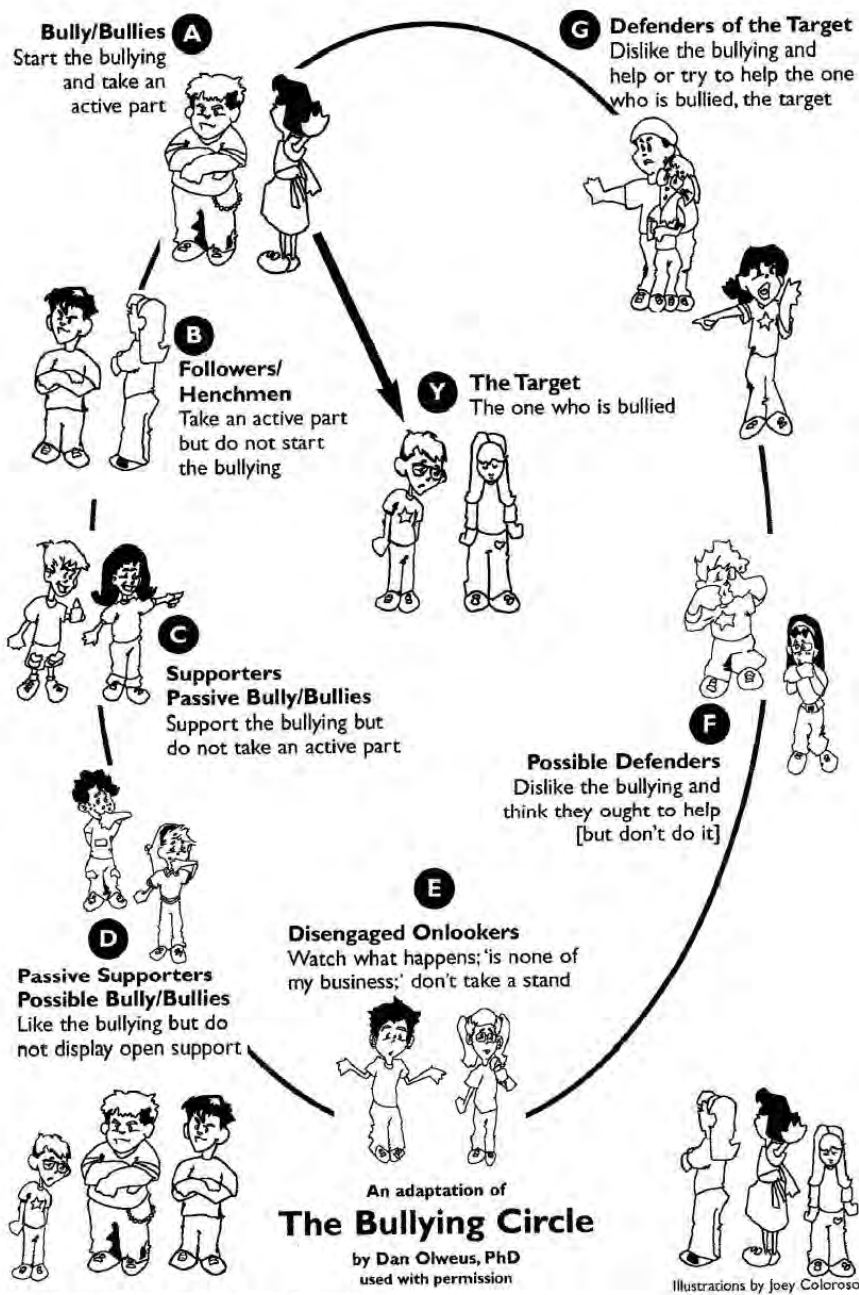 Bully/Bullies A
Start the bullying
and take an
active part
G Defenders of the Target
Dislike the bullying and
help or try to help the one
who is bullied, the target
B
Followers/
Henchmen
Take an active part
but do not start
the bullying
Y The Target
The one who is bullied
C
Supporters
Passive Bully/Bullies
Support the bullying but
do not take an active part
F
Possible Defenders
Dislike the bullying and
think they ought to help
[but don't do it]
D
Passive Supporters
Possible Bully/Bullies
Like the bullying but do
not display open support
E
Disengaged Onlookers
Watch what happens; 'is none of
my business;' don't take a stand
An adaptation of
The Bullying Circle
by Dan Olweus, PhD
used with permission
Illustrations by Joey Coloroso